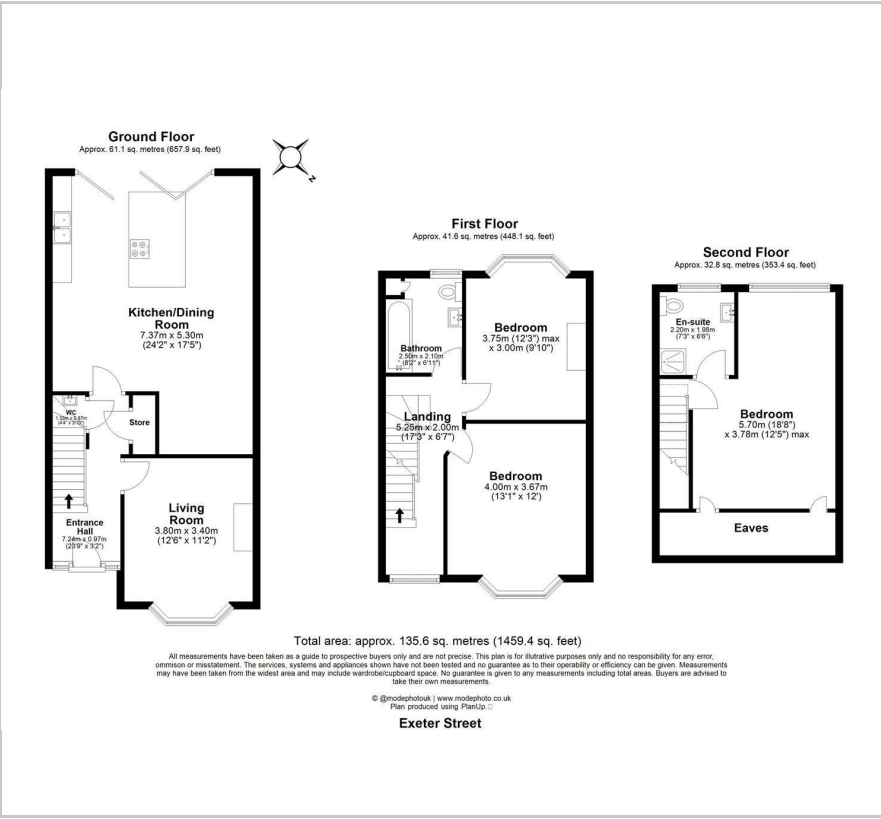 Ground Floor
Approx. 61.1 sq. metres (657.9 sq. feet)
N
Kitchen/Dining
Room
7.37m x 5.30m
(24'2" x 17'5")
WC
1.33m x 0.87m
Store
Living
Room
3.80m x 3.40m
(12'6" x 11'2")
Entrance
Hall
7.24m x 0.97m
(23'9" x 3'2")
First Floor
Approx. 41.6 sq. metres (448.1 sq. feet)
Bathroom
2.50m x 2.10m
(8'2" x 6'11")
Bedroom
3.75m (12'3") max
x 3.00m (9'10")
Landing
5.25m x 2.00m
(17'3" x 6'7")
Bedroom
4.00m x 3.67m
(13'1" x 12')
Second Floor
Approx. 32.8 sq. metres (353.4 sq. feet)
En-suite
2.20m x 1.98m
(7'3" x 6'6")
Bedroom
5.70m (18'8")
x 3.78m (12'5") max
Eaves
Total area: approx. 135.6 sq. metres (1459.4 sq. feet)
All measurements have been taken as a guide to prospective buyers only and are not precise. This plan is for illutrative purposes only and no responsibility for any error,
ommison or misstatement. The services, systems and appliances shown have not been tested and no guarantee as to their operability or efficiency can be given. Measurements
may have been taken from the widest area and may include wardrobe/cupboard space. No guarantee is given to any measurements including total areas. Buyers are advised to
take their own measurements.
© @modephotouk | www.modephoto.co.uk
Plan produced using PlanUp.
Exeter Street